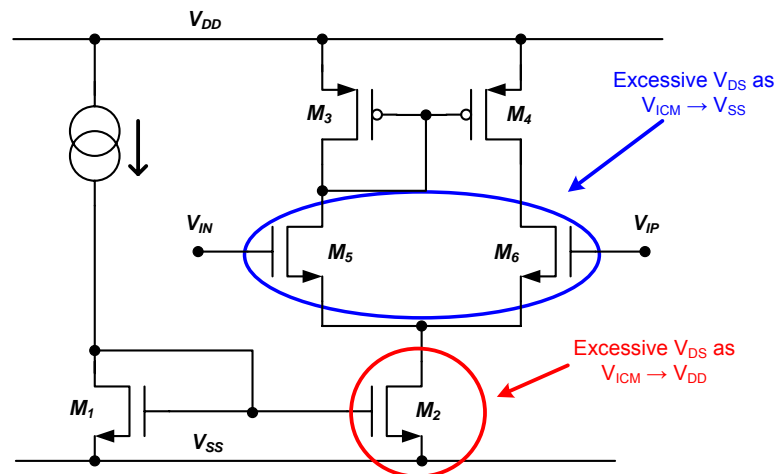 V_DD
Excessive V_DS as
V_ICM → V_SS
M_3
M_4
V_IN
V_IP
M_5
M_6
Excessive V_DS as
V_ICM → V_DD
M_1
M_2
V_SS